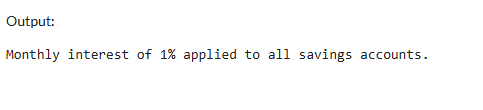 Output:
Monthly interest of 1% applied to all savings accounts.